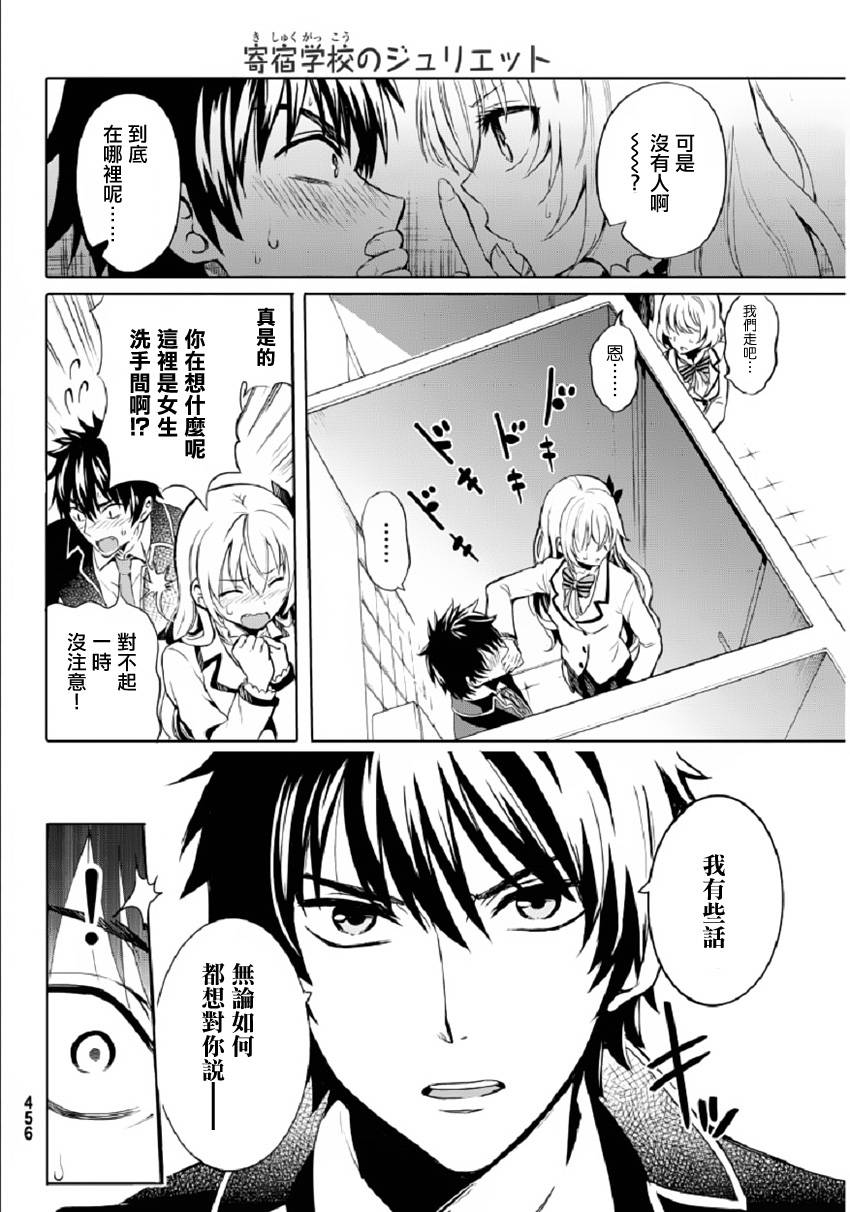 き しゅく がっ こう
寄宿学校のジュリエット
可是
沒有人啊
～～～?
到底
在哪裡呢……
我們走吧…
恩……
ドドドド
……
真是的
你在想什麼呢
這裡是女生
洗手間啊!?
對不起
一時
沒注意！
我有些話
無論如何
都想對你說——
ドキッ
！
456